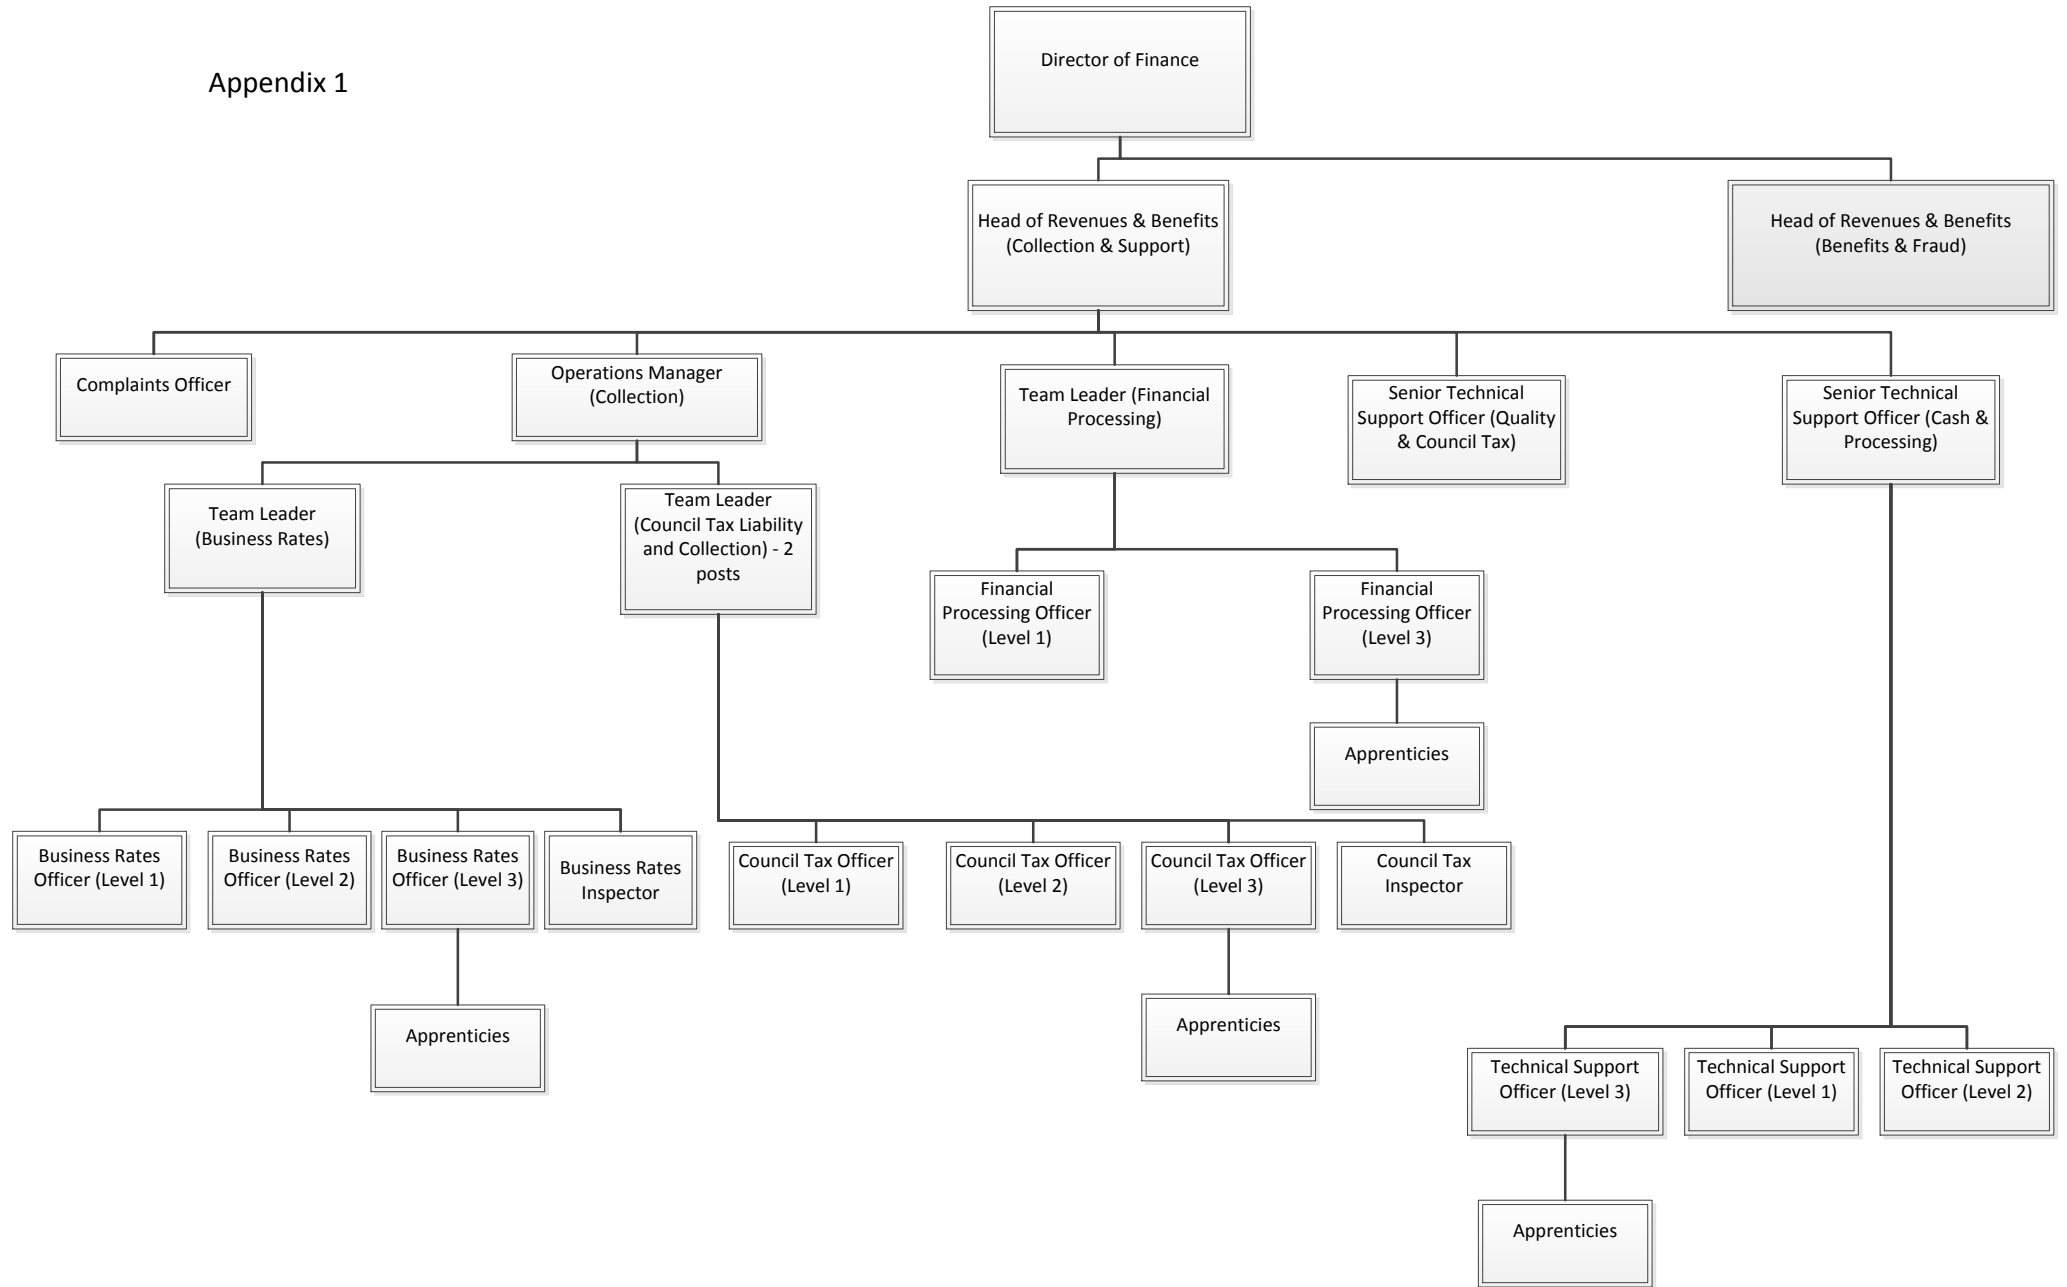 Appendix 1
Director of Finance
Head of Revenues & Benefits
(Collection & Support)
Head of Revenues & Benefits
(Benefits & Fraud)
Complaints Officer
Operations Manager
(Collection)
Team Leader (Financial
Processing)
Senior Technical
Support Officer (Quality
& Council Tax)
Senior Technical
Support Officer (Cash &
Processing)
Team Leader
(Business Rates)
Team Leader
(Council Tax Liability
and Collection) - 2
posts
Financial
Processing Officer
(Level 1)
Financial
Processing Officer
(Level 3)
Apprenticies
Business Rates
Officer (Level 1)
Business Rates
Officer (Level 2)
Business Rates
Officer (Level 3)
Business Rates
Inspector
Council Tax Officer
(Level 1)
Council Tax Officer
(Level 2)
Council Tax Officer
(Level 3)
Council Tax
Inspector
Apprenticies
Apprenticies
Technical Support
Officer (Level 3)
Technical Support
Officer (Level 1)
Technical Support
Officer (Level 2)
Apprenticies